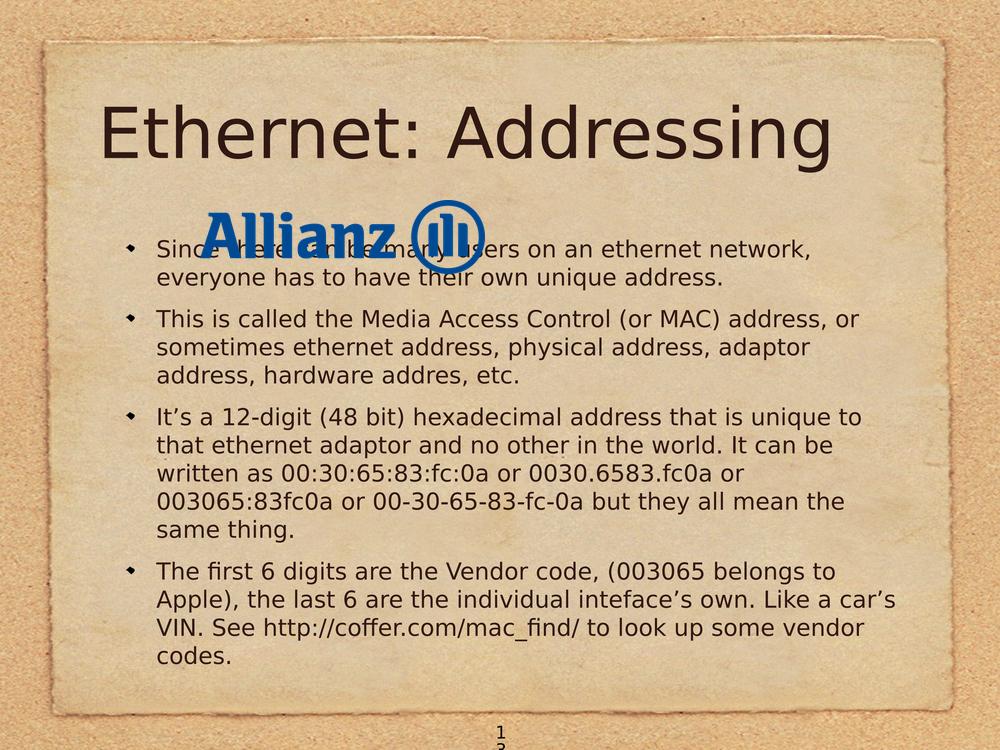 Ethernet: Addressing
Allianz
Since there can be many users on an ethernet network,
everyone has to have their own unique address.
This is called the Media Access Control (or MAC) address, or
sometimes ethernet address, physical address, adaptor
address, hardware addres, etc.
It’s a 12-digit (48 bit) hexadecimal address that is unique to
that ethernet adaptor and no other in the world. It can be
written as 00:30:65:83:fc:0a or 0030.6583.fc0a or
003065:83fc0a or 00-30-65-83-fc-0a but they all mean the
same thing.
The first 6 digits are the Vendor code, (003065 belongs to
Apple), the last 6 are the individual inteface’s own. Like a car’s
VIN. See http://coffer.com/mac_find/ to look up some vendor
codes.
1